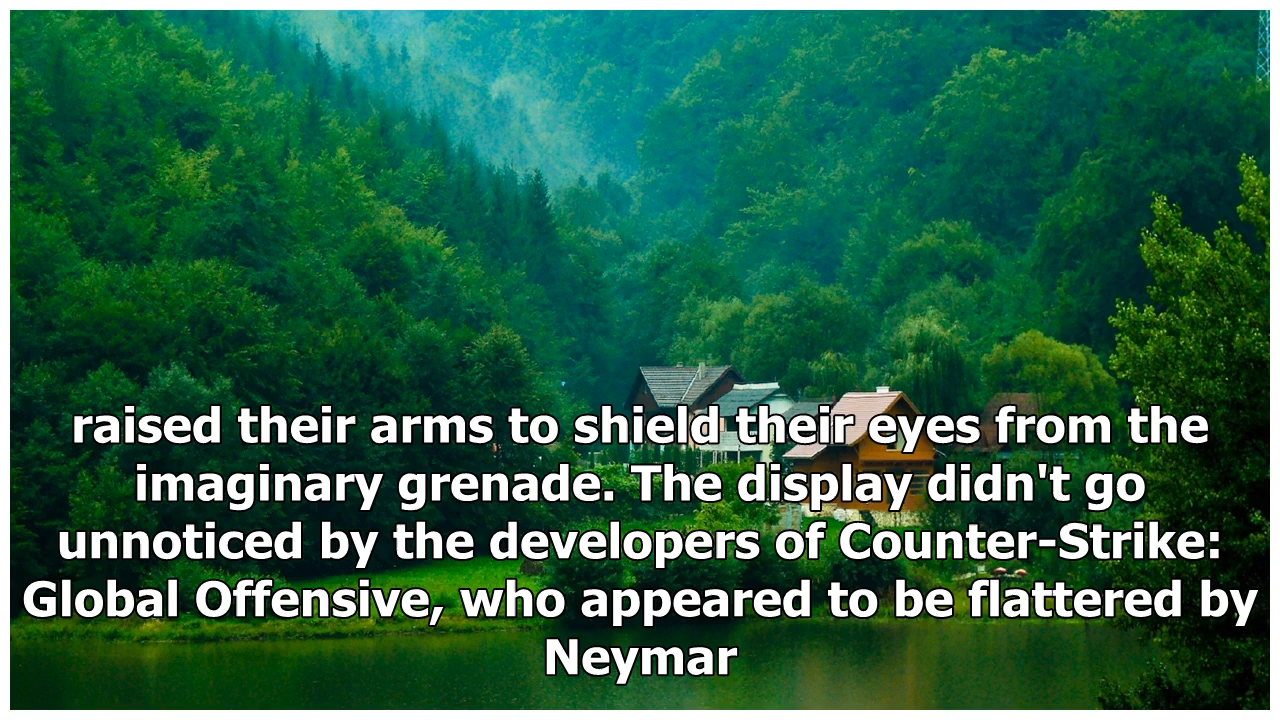 raised their arms to shield their eyes from the
imaginary grenade. The display didn't go
unnoticed by the developers of Counter-Strike:
Global Offensive, who appeared to be flattered by
Neymar